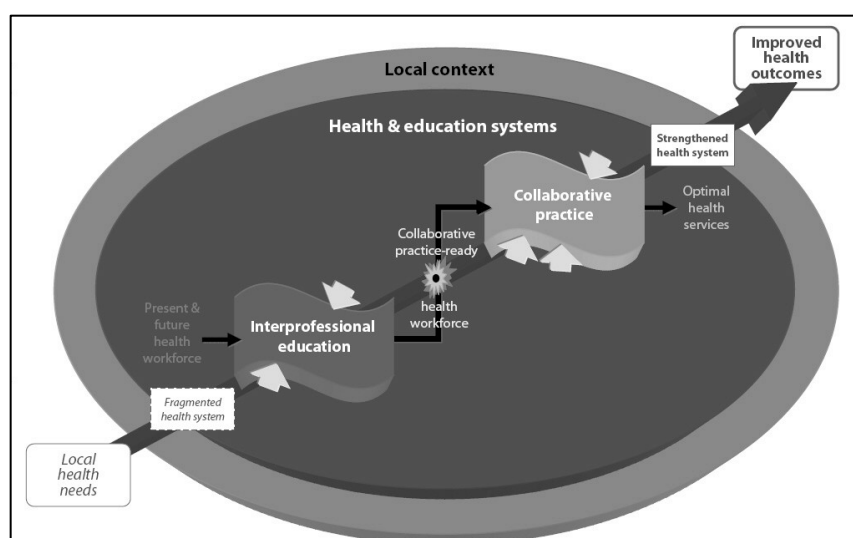 Improved
health
outcomes
Local context
Health & education systems
Strengthened
health system
Collaborative
practice
Optimal
health
services
Collaborative
practice-ready
health
workforce
Present &
future
health
workforce
Interprofessional
education
Fragmented
health system
Local
health
needs